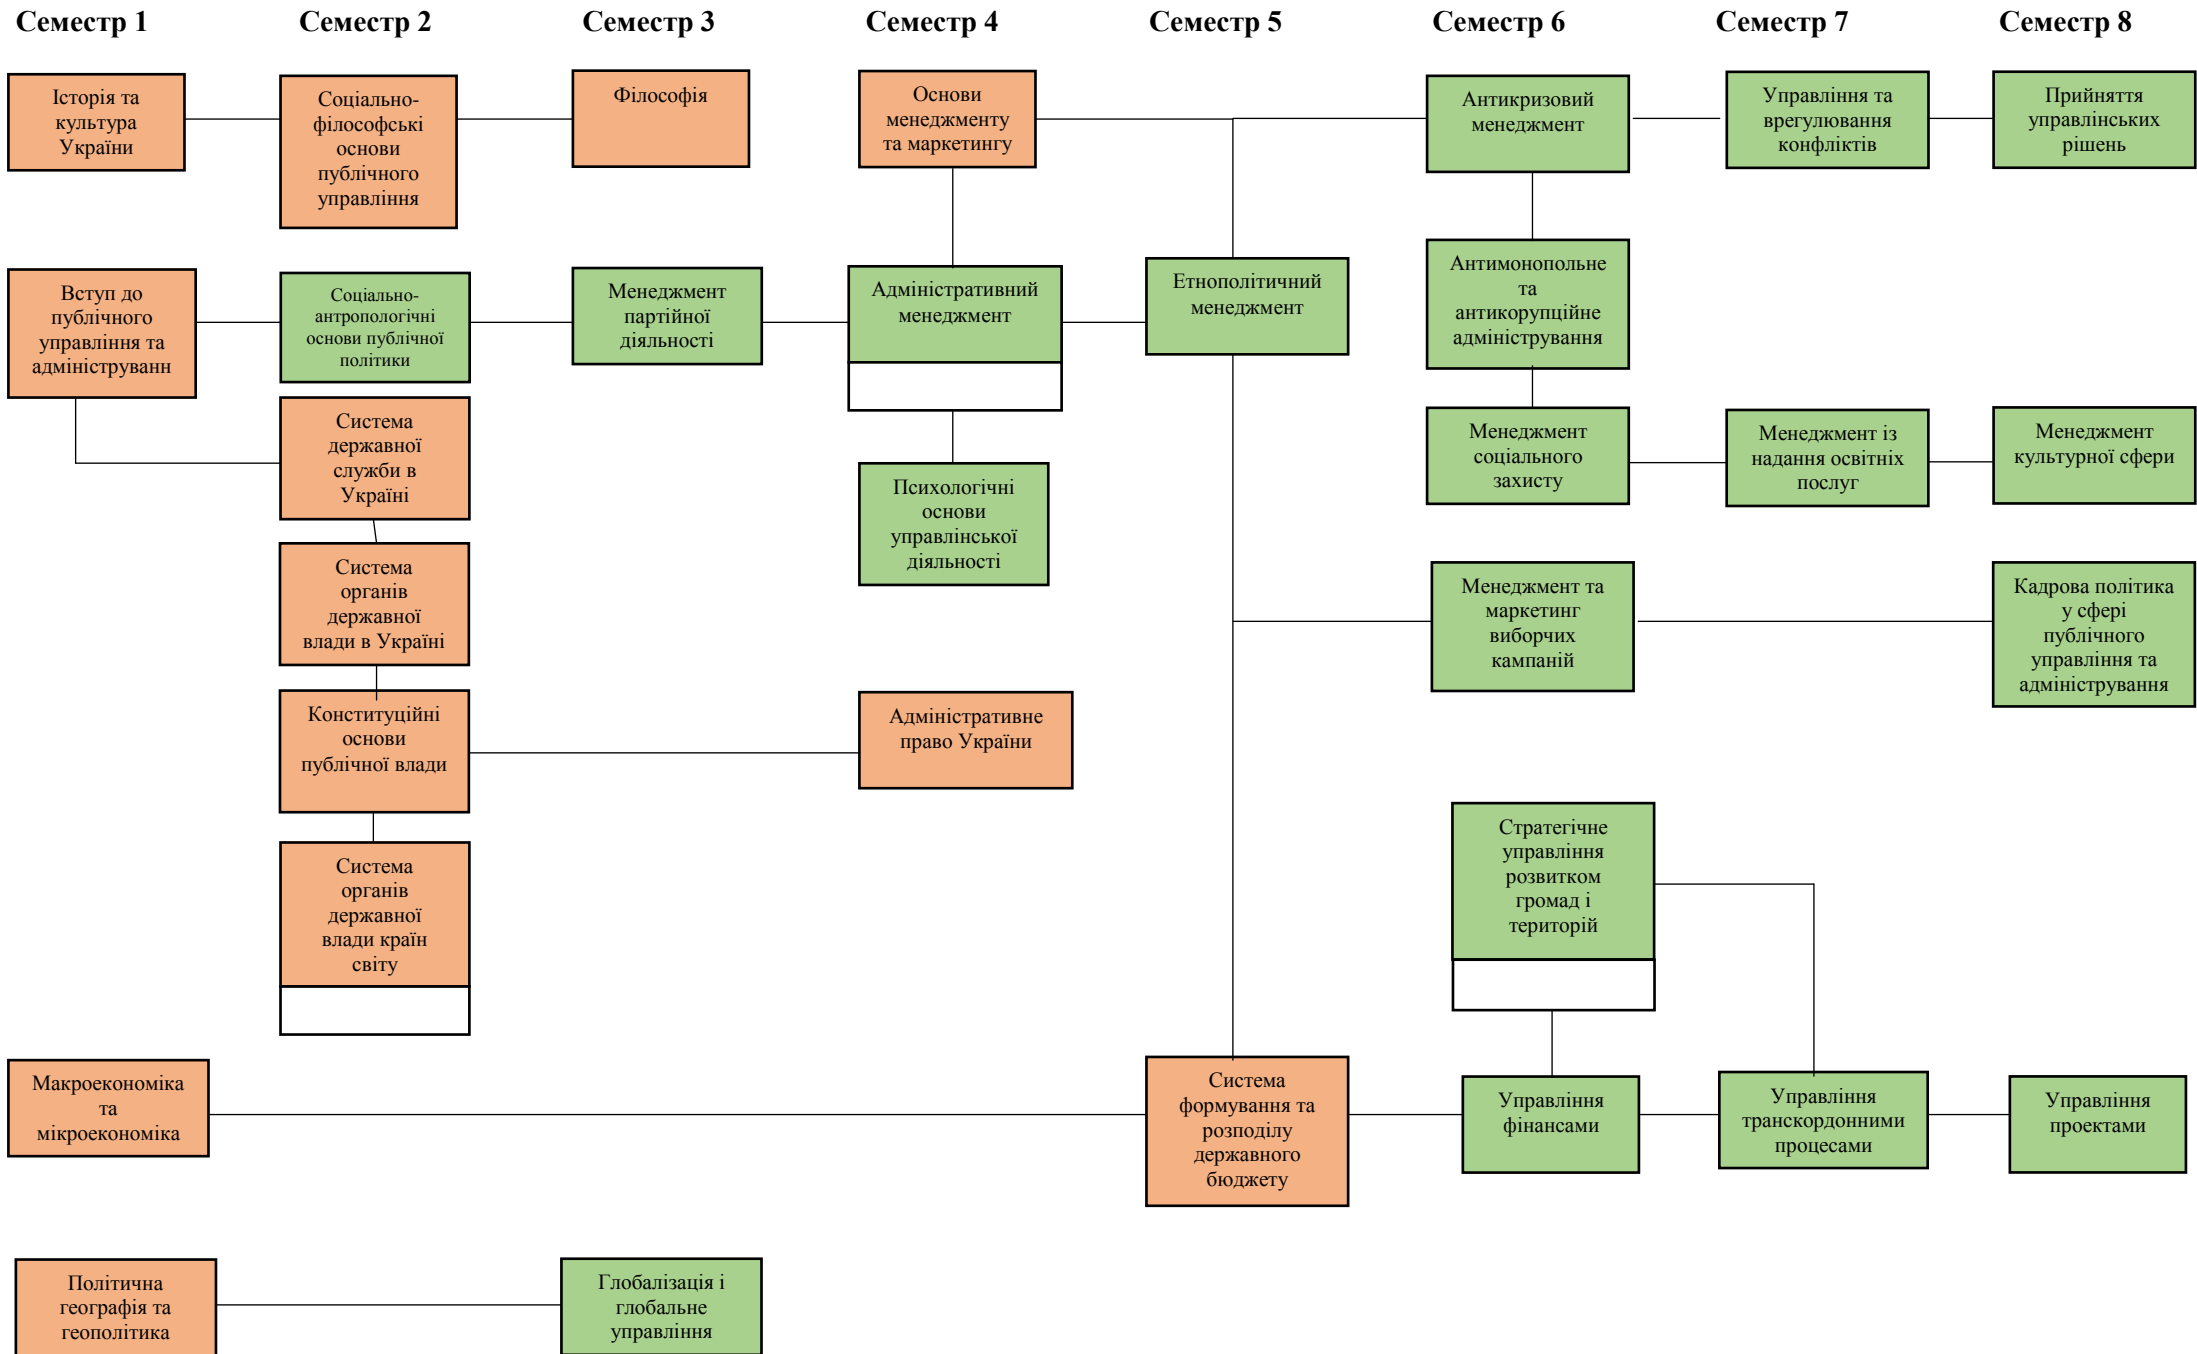 Семестр 1
Семестр 2
Семестр 3
Семестр 4
Семестр 5
Семестр 6
Семестр 7
Семестр 8
Історія та
культура
України
Соціально-
філософські
основи
публічного
управління
Філософія
Основи
менеджменту
та маркетингу
Антикризовий
менеджмент
Управління та
врегулювання
конфліктів
Прийняття
управлінських
рішень
Вступ до
публічного
управління та
адмініструванн
Соціально-
антропологічні
основи публічної
політики
Менеджмент
партійної
діяльності
Адміністративний
менеджмент
Етнополітичний
менеджмент
Антимонопольне
та
антикорупційне
адміністрування
Система
державної
служби в
Україні
Психологічні
основи
управлінської
діяльності
Менеджмент
соціального
захисту
Менеджмент із
надання освітніх
послуг
Менеджмент
культурної сфери
Система
органів
державної
влади в Україні
Менеджмент та
маркетинг
виборчих
кампаній
Кадрова політика
у сфері
публічного
управління та
адміністрування
Конституційні
основи
публічної влади
Адміністративне
право України
Система
органів
державної
влади країн
світу
Стратегічне
управління
розвитком
громад і
територій
Макроекономіка
та
мікроекономіка
Система
формування та
розподілу
державного
бюджету
Управління
фінансами
Управління
транскордонними
процесами
Управління
проектами
Політична
географія та
геополітика
Глобалізація і
глобальне
управління